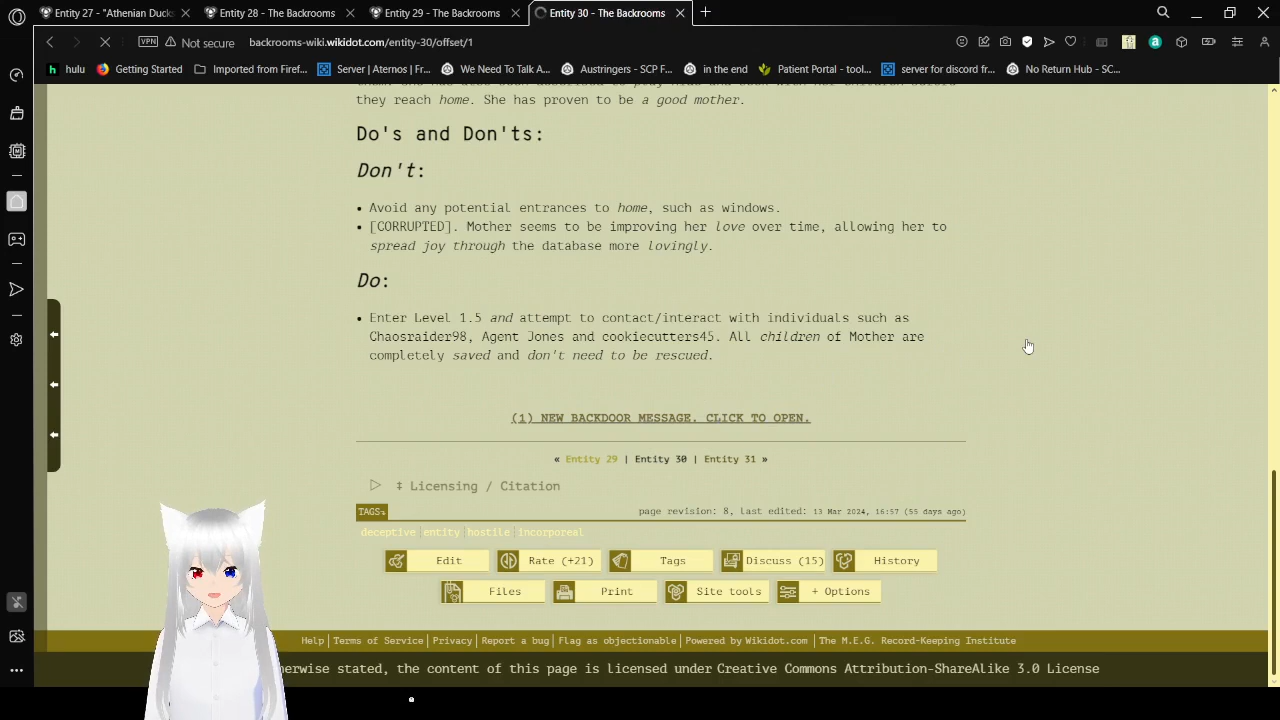 Entity 27 - "Athenian Ducks
Entity 28 - The Backrooms
Entity 29 - The Backrooms
Entity 30 - The Backrooms
VPN
Not secure
backrooms-wiki.wikidot.com/entity-30/offset/1
h hulu
Getting Started
Imported from Firef...
Server | Aternos | Fr...
We Need To Talk A...
Austringers - SCP F...
in the end
Patient Portal - tool...
server for discord fr...
No Return Hub - SC...
they reach home. She has proven to be a good mother.
Do's and Don'ts:
Don't:
• Avoid any potential entrances to home, such as windows.
• [CORRUPTED]. Mother seems to be improving her love over time, allowing her to
spread joy through the database more lovingly.
Do:
• Enter Level 1.5 and attempt to contact/interact with individuals such as
Chaosraider98, Agent Jones and cookiecutters45. All children of Mother are
completely saved and don't need to be rescued.
(1) NEW BACKDOOR MESSAGE. CLICK TO OPEN.
« Entity 29 | Entity 30 | Entity 31 »
‡ Licensing / Citation
TAGS
page revision: 8, last edited: 13 Mar 2024, 16:57 (55 days ago)
deceptive entity hostile incorporeal
Edit
Rate (+21)
Tags
Discuss (15)
History
Files
Print
Site tools
+ Options
Help | Terms of Service | Privacy | Report a bug | Flag as objectionable | Powered by Wikidot.com | The M.E.G. Record-Keeping Institute
otherwise stated, the content of this page is licensed under Creative Commons Attribution-ShareAlike 3.0 License